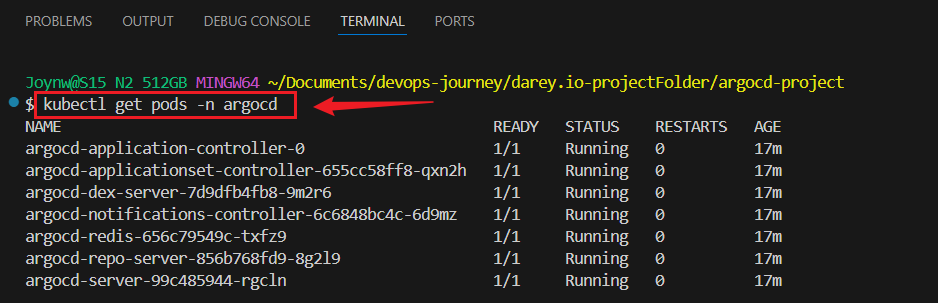 PROBLEMS OUTPUT DEBUG CONSOLE TERMINAL PORTS
Joynw@S15 N2 512GB MINGW64 ~/Documents/devops-journey/darey.io-projectFolder/argocd-project
$ kubectl get pods -n argocd
NAME READY STATUS RESTARTS AGE
argocd-application-controller-0 1/1 Running 0 17m
argocd-applicationset-controller-655cc58ff8-qxn2h 1/1 Running 0 17m
argocd-dex-server-7d9dfb4fb8-9m2r6 1/1 Running 0 17m
argocd-notifications-controller-6c6848bc4c-6d9mz 1/1 Running 0 17m
argocd-redis-656c79549c-txfz9 1/1 Running 0 17m
argocd-repo-server-856b768fd9-8g2l9 1/1 Running 0 17m
argocd-server-99c485944-rgcln 1/1 Running 0 17m